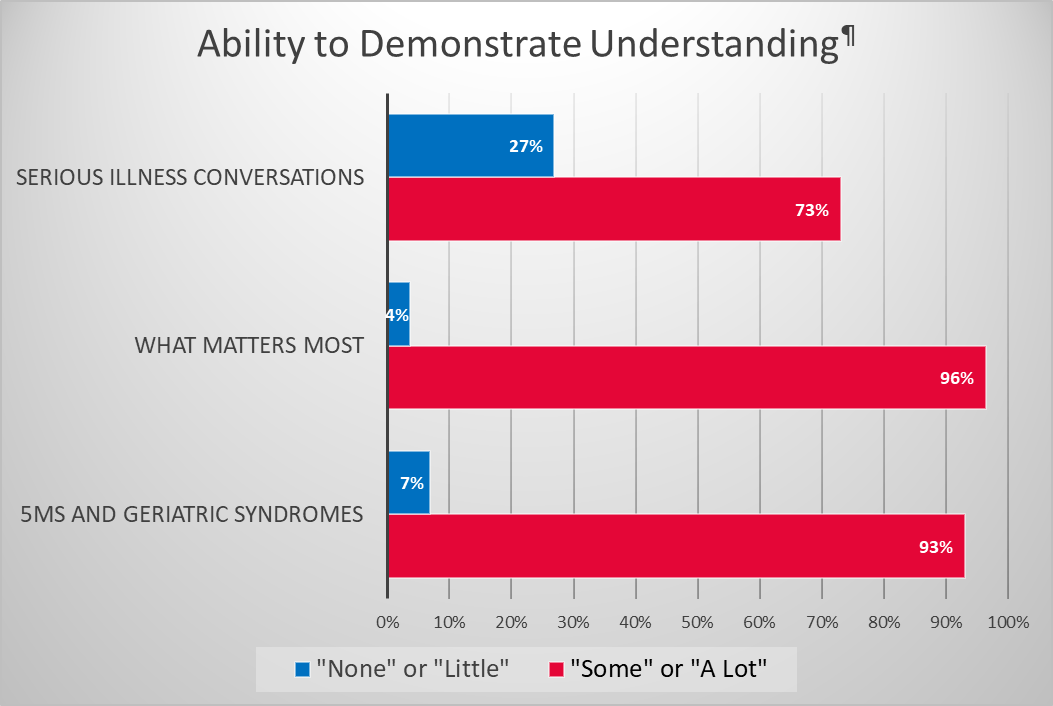 Ability to Demonstrate Understanding¶
SERIOUS ILLNESS CONVERSATIONS
27%
73%
WHAT MATTERS MOST
4%
96%
5MS AND GERIATRIC SYNDROMES
7%
93%
0% 10% 20% 30% 40% 50% 60% 70% 80% 90% 100%
"None" or "Little" "Some" or "A Lot"